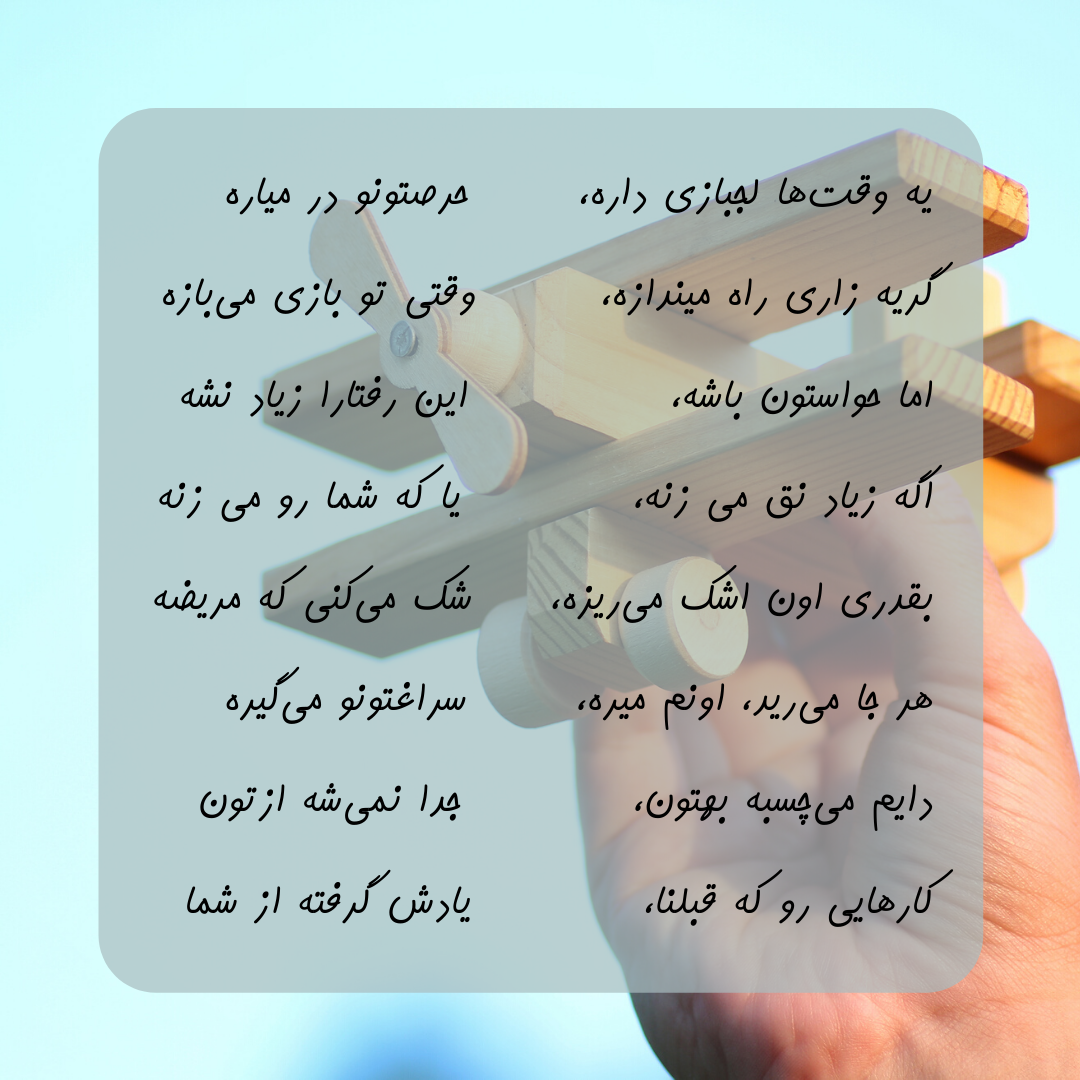 یه وقت‌ها لجبازی داره، حرصتونو در میاره
گریه زاری راه میندازه، وقتی تو بازی می‌بازه
اما حواستون باشه، این رفتارا زیاد نشه
اگه زیاد نق می زنه، یا که شما رو می زنه
بقدری اون اشک می‌ریزه، شک می‌کنی که مریضه
هر جا می‌رید، اونم میره، سراغتونو می‌گیره
دایم می‌چسبه بهتون، جدا نمی‌شه ازتون
کارهایی رو که قبلنا، یادش گرفته از شما